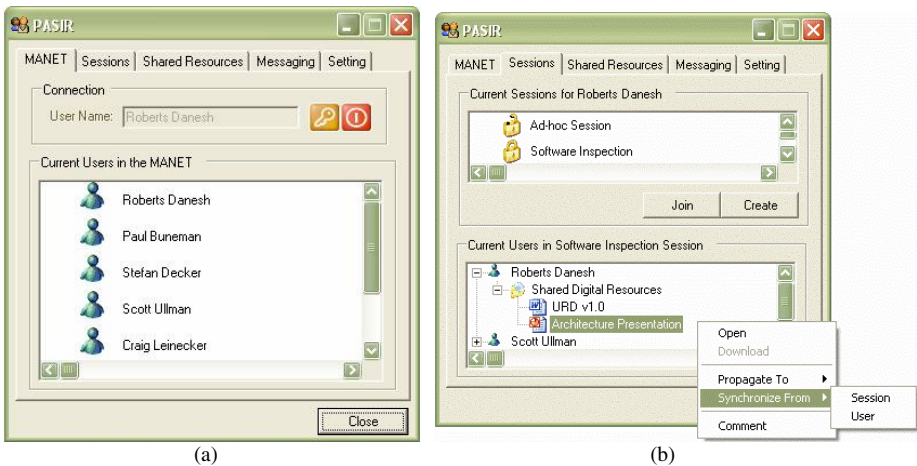 PASIR
MANET Sessions Shared Resources Messaging Setting
Connection
User Name: Roberts Danesh
Current Users in the MANET
Roberts Danesh
Paul Buneman
Stefan Decker
Scott Ullman
Craig Leinecker
Close
(a)
PASIR
MANET Sessions Shared Resources Messaging Setting
Current Sessions for Roberts Danesh
Ad-hoc Session
Software Inspection
Join Create
Current Users in Software Inspection Session
Roberts Danesh
Shared Digital Resources
URD v1.0
Architecture Presentation
Scott Ullman
Open
Download
Propagate To
Synchronize From
Comment
Session
User
(b)